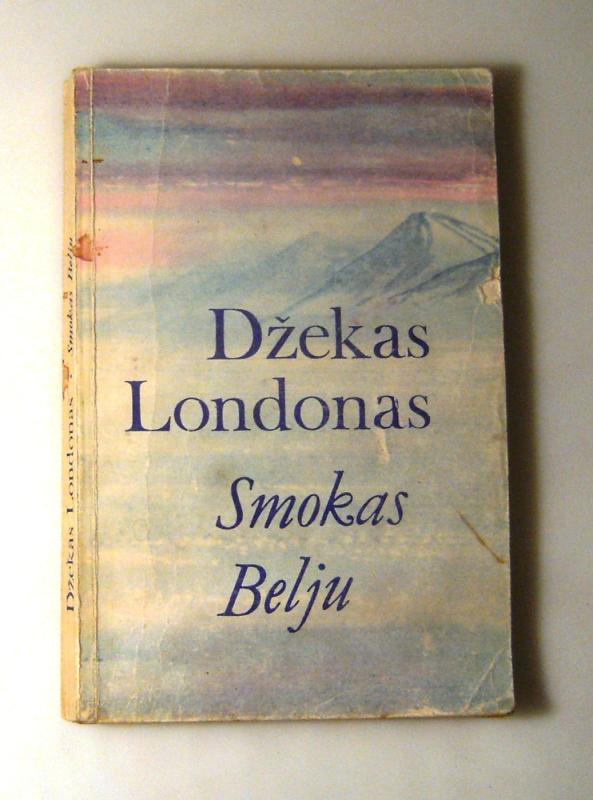 Džekas
Londonas
Smokas
Belju
Džekas Londonas • Smokas Belju